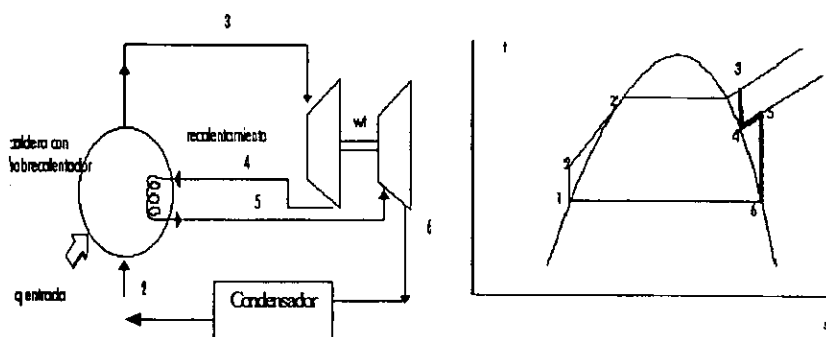 3
caldera con
sobrecalentador
recalentamiento
4
wt
5
6
q entrada
2
Condensador
t
3
2'
5
4
2
1
6
s